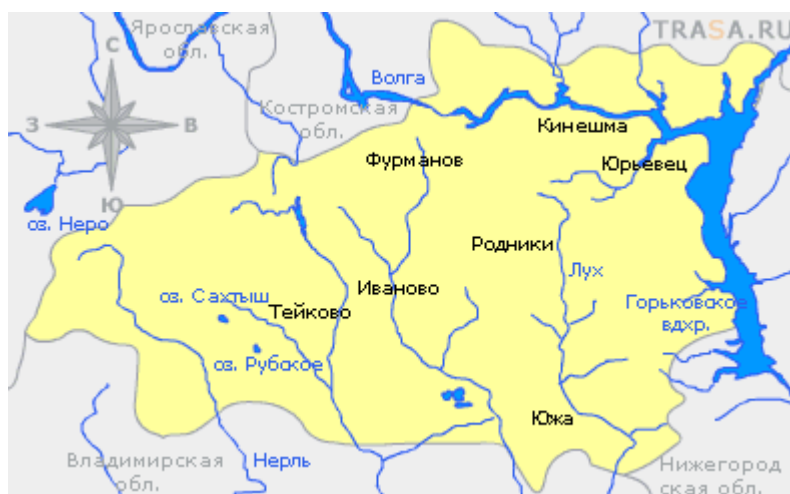 Ярославская
обл.
TRASA.RU
С
Волга
Костромская
обл.
З
В
Кинешма
Фурманов
Юрьевец
Ю
оз. Неро
Родники
Лух
Иваново
оз. Сахтыш
Тейково
Горьковское
вдхр.
оз. Рубское
Южа
Владимирская
обл.
Нерль
Нижегород
ская обл.